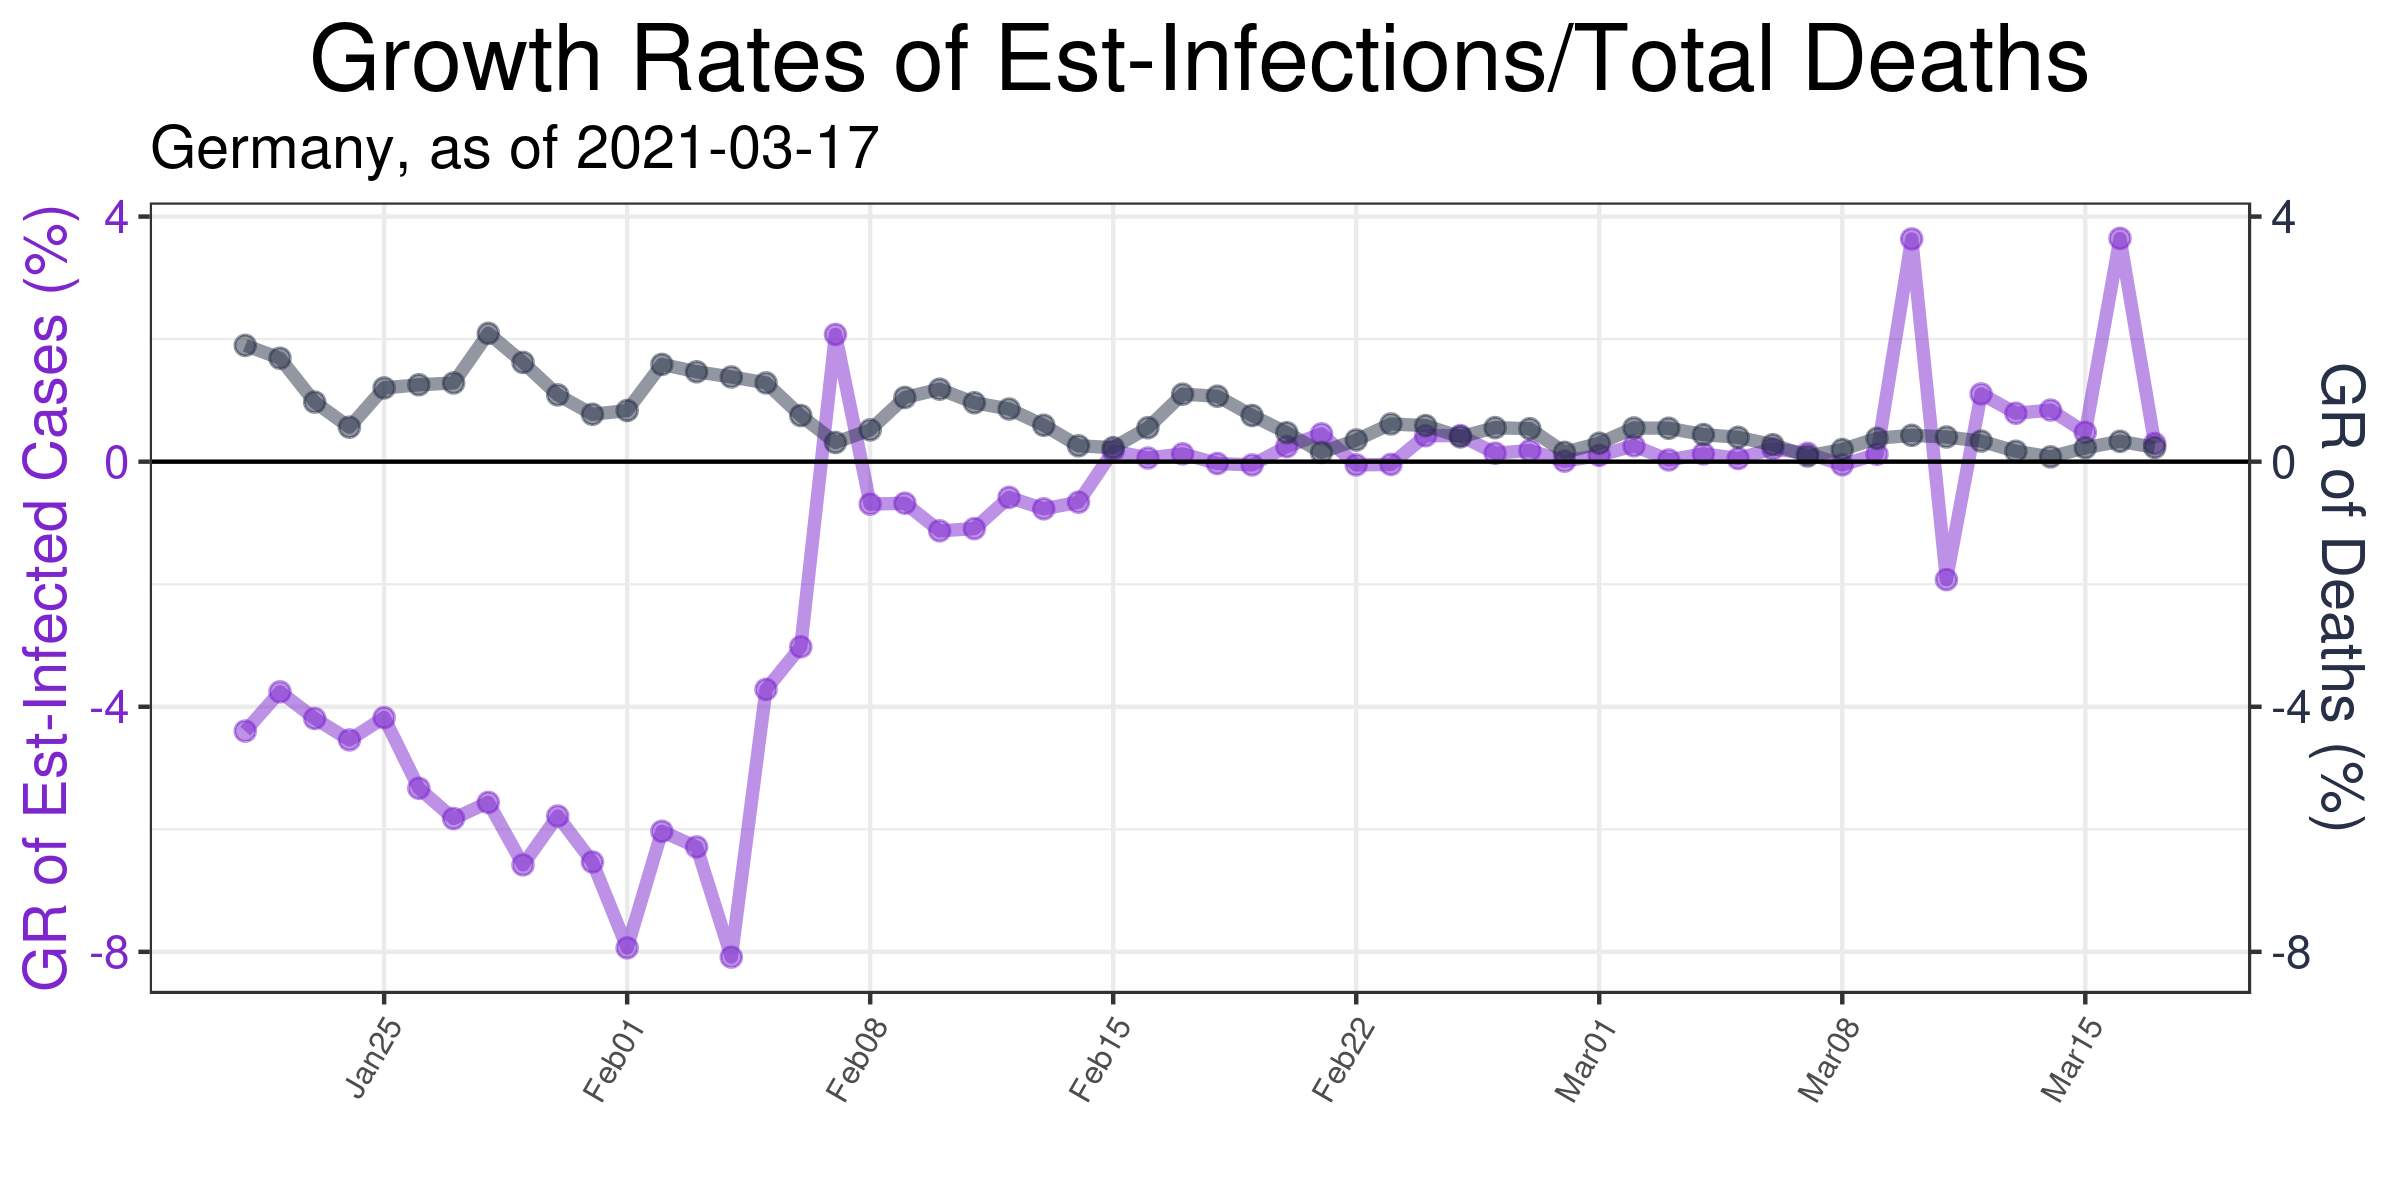 Growth Rates of Est-Infections/Total Deaths
Germany, as of 2021-03-17
GR of Est-Infected Cases (%)
4
0
-4
-8
4
0
-4
-8
GR of Deaths (%)
Jan25
Feb01
Feb08
Feb15
Feb22
Mar01
Mar08
Mar15